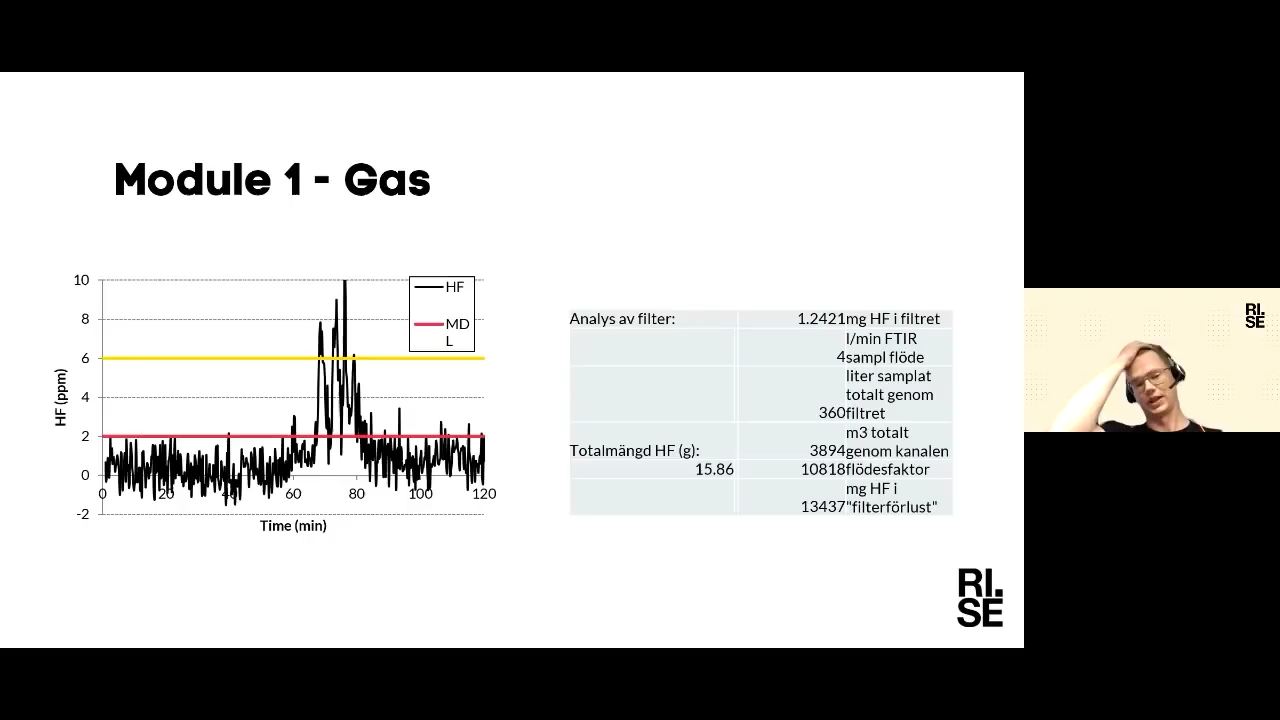 Module 1 - Gas
10
8
6
4
2
0
-2
HF (ppm)
0 20 40 60 80 100 120
Time (min)
HF
MD
L
Analys av filter:
1.2421 mg HF i filtret
l/min FTIR
4 sampl flöde
liter samplat
totalt genom
360 filtret
m3 totalt
Totalmängd HF (g):
3894 genom kanalen
15.86
10818 flödesfaktor
mg HF i
13437 "filterförlust"
RI.
SE
RI.
SE